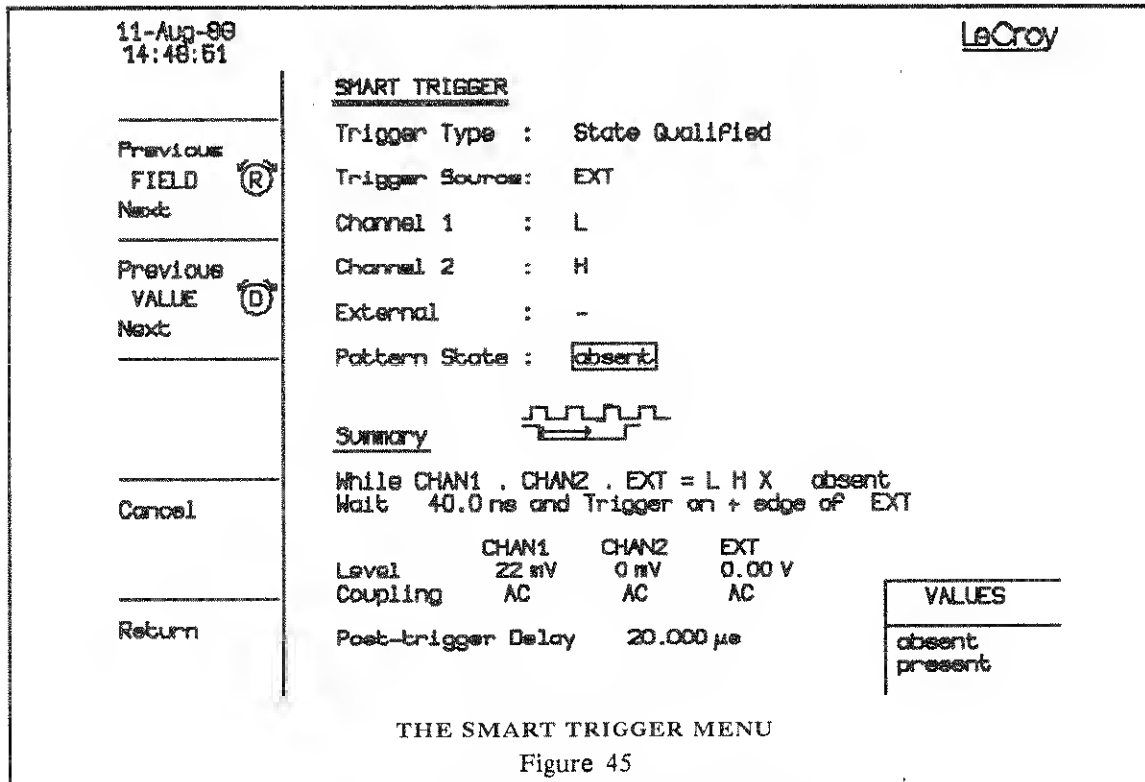 11-Aug-89
14:48:51
LeCroy
SMART TRIGGER
Trigger Type : State Qualified
Previous
FIELD R
Next
Trigger Source: EXT
Channel 1 : L
Previous
VALUE D
Next
Channel 2 : H
External : -
Pattern State : absent
Summary
While CHAN1 . CHAN2 . EXT = L H X absent
Wait 40.0 ns and Trigger on + edge of EXT
Cancel
CHAN1 CHAN2 EXT
Level 22 mV 0 mV 0.00 V
Coupling AC AC AC
VALUES
Return
Post-trigger Delay 20.000 µs
absent
present
THE SMART TRIGGER MENU
Figure 45